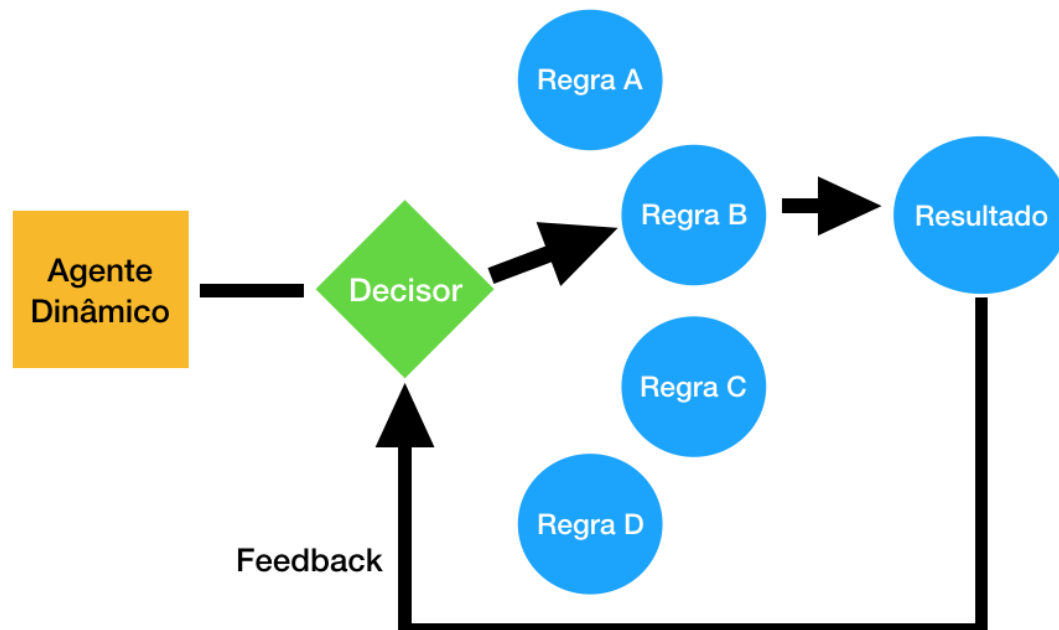 Regra A
Regra B
Resultado
Agente
Dinâmico
Decisor
Regra C
Regra D
Feedback